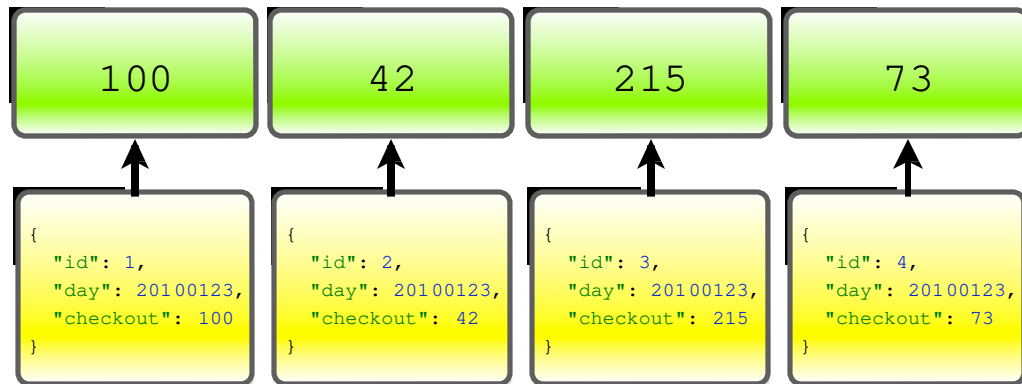 100
42
215
73
{
"id": 1,
"day": 20100123,
"checkout": 100
}
{
"id": 2,
"day": 20100123,
"checkout": 42
}
{
"id": 3,
"day": 20100123,
"checkout": 215
}
{
"id": 4,
"day": 20100123,
"checkout": 73
}